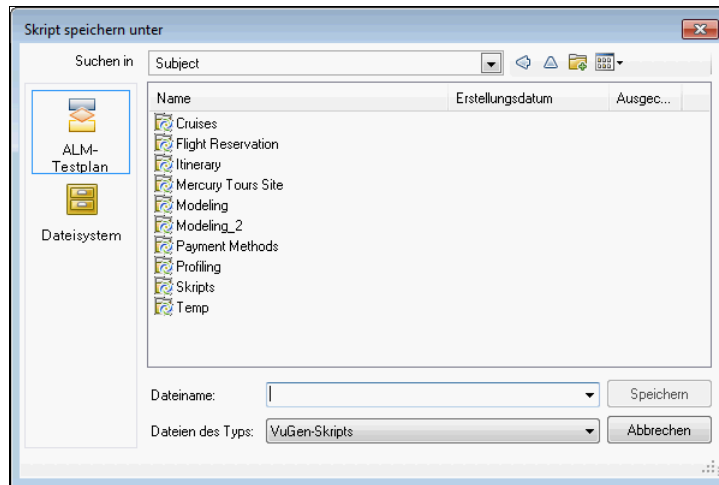 Skript speichern unter
Suchen in
Subject
ALM-
Testplan
Dateisystem
Name Erstellungsdatum Ausgec...
Cruises
Flight Reservation
Itinerary
Mercury Tours Site
Modeling
Modeling_2
Payment Methods
Profiling
Skripts
Temp
Dateiname:
Speichern
Dateien des Typs: VuGen-Skripts
Abbrechen